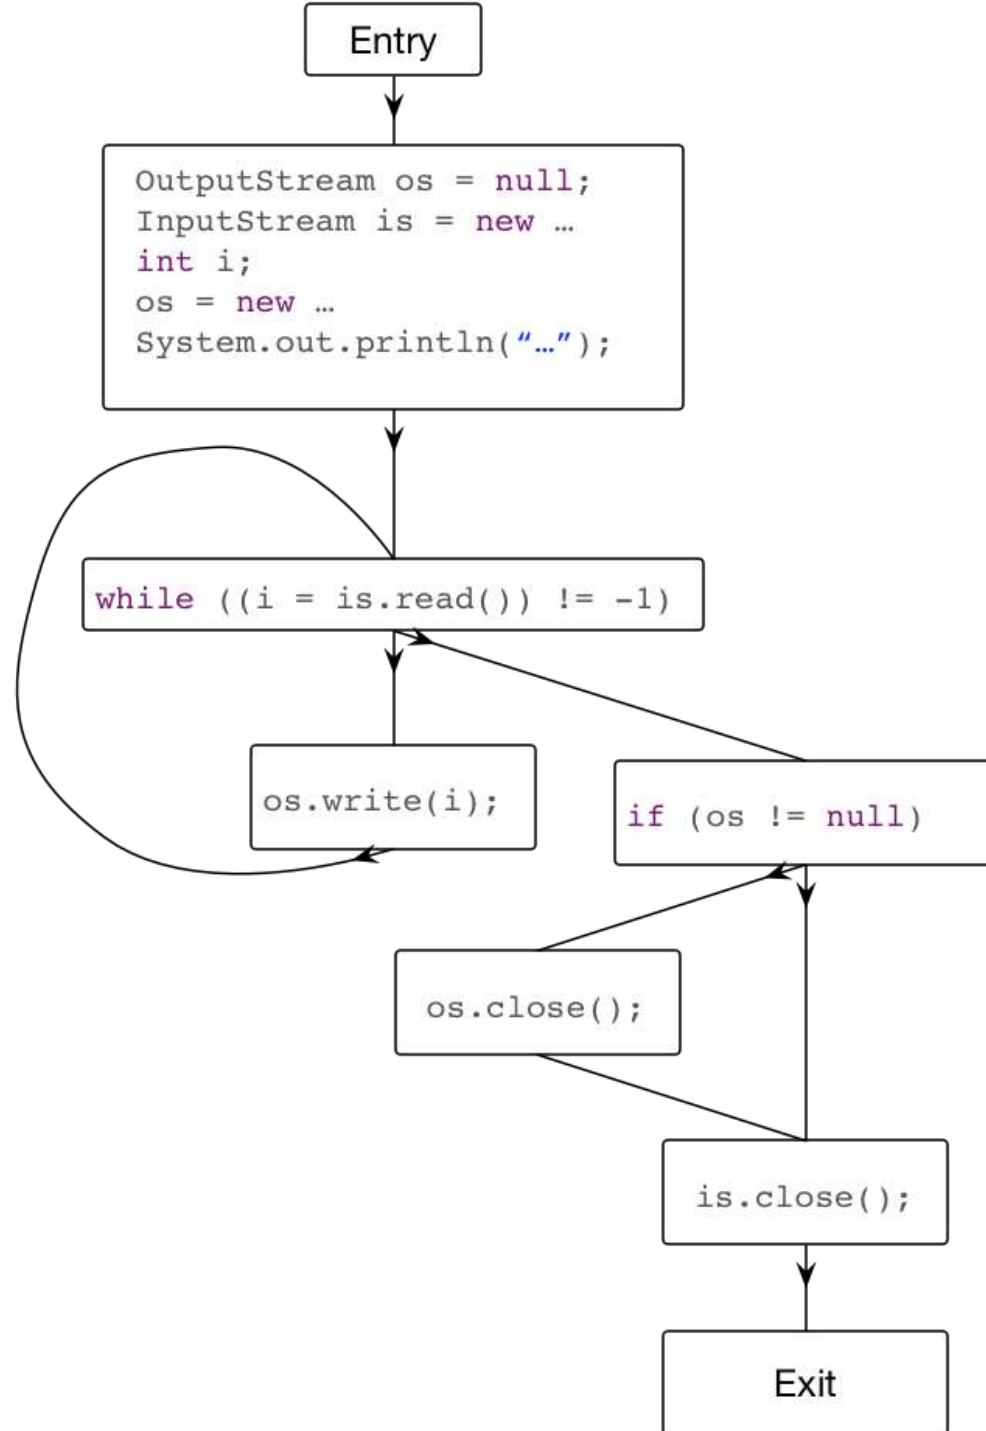 Entry
OutputStream os = null;
InputStream is = new …
int i;
os = new …
System.out.println(“…”);
while ((i = is.read()) != -1)
os.write(i);
if (os != null)
os.close();
is.close();
Exit